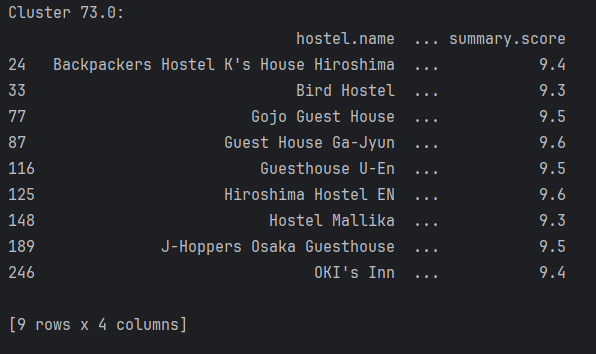 Cluster 73.0:
hostel.name ... summary.score
24 Backpackers Hostel K's House Hiroshima ... 9.4
33 Bird Hostel ... 9.3
77 Gojo Guest House ... 9.5
87 Guest House Ga-Jyun ... 9.6
116 Guesthouse U-En ... 9.5
125 Hiroshima Hostel EN ... 9.6
148 Hostel Mallika ... 9.3
189 J-Hoppers Osaka Guesthouse ... 9.5
246 OKI's Inn ... 9.4
[9 rows x 4 columns]